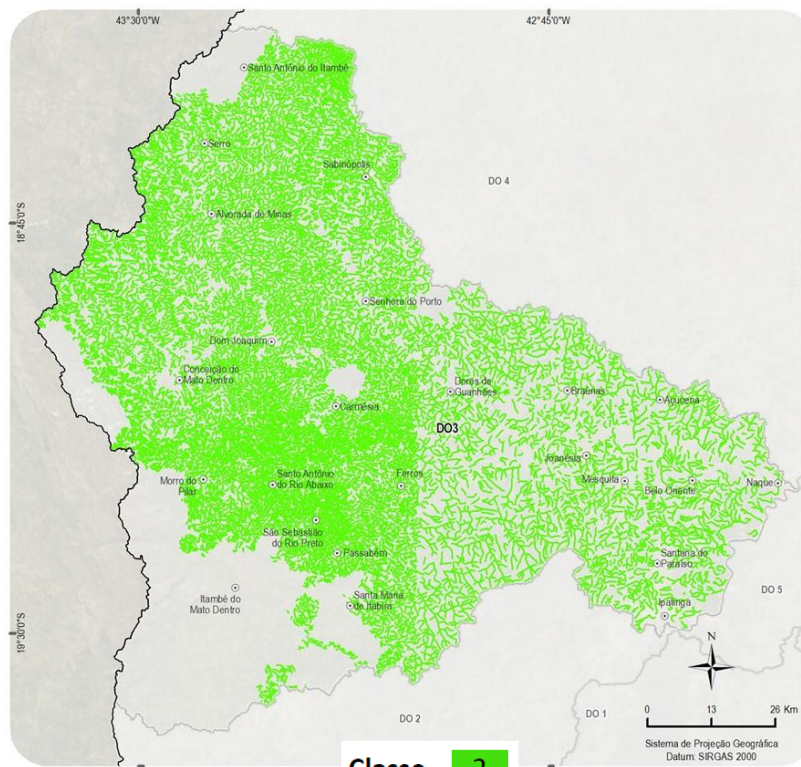 43°30'0"W
42°45'0"W
Santo Antônio do Itambé
Serro
Sabinópolis
DO 4
18°45'0"S
Alvorada de Minas
Senhora do Porto
Dom Joaquim
Conceição do
Mato Dentro
Dores de
Guanhães
Braúnas
Açucena
Carmésia
DO3
Joanésia
Morro do
Pilar
Santo Antônio
do Rio Abaixo
Ferros
Mesquita
Belo Oriente
Naque
São Sebastião
do Rio Preto
Passabém
Santana do
Paraíso
Itambé do
Mato Dentro
Santa Maria
de Itabira
DO 5
Ipatinga
19°30'0"S
N
DO 2
DO 1
0 13 26 Km
Sistema de Projeção Geográfica
Datum: SIRGAS 2000
Classe 3